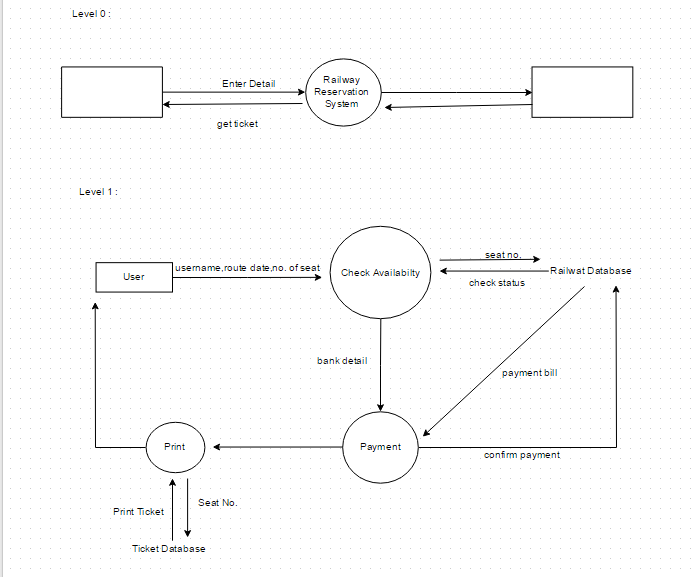 Level 0 :
Enter Detail
Railway
Reservation
System
get ticket
Level 1 :
User
username,route date,no. of seat
Check Availabilty
seat no.
Railwat Database
check status
bank detail
payment bill
Print
Payment
confirm payment
Print Ticket
Seat No.
Ticket Database